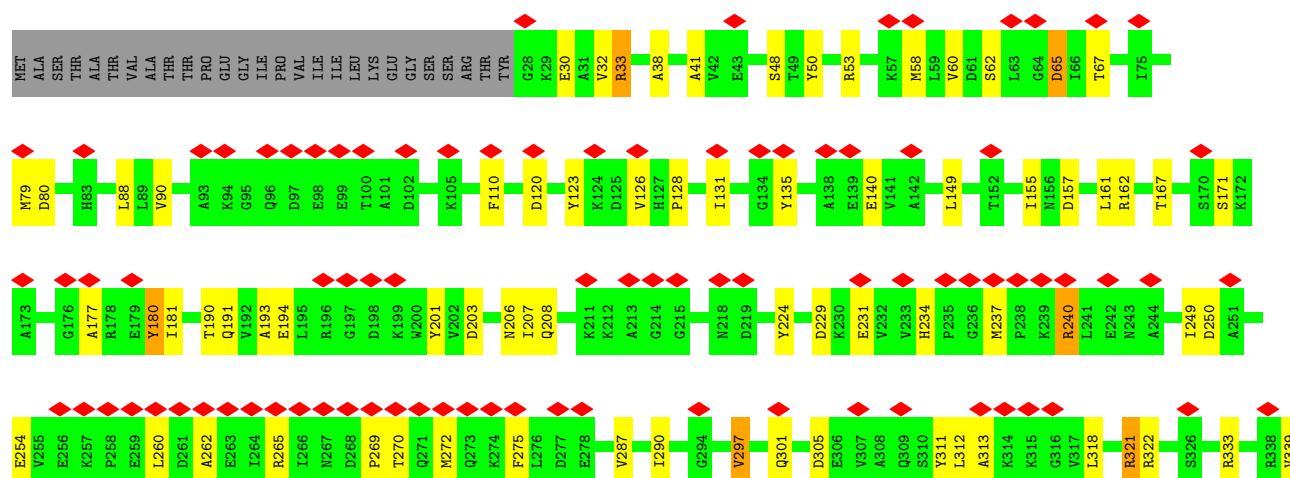 MET ALA SER THR ALA THR VAL ALA THR THR PRO GLU GLY ILE PRO VAL ILE ILE LEU LYS GLU GLY SER SER ARG THR TYR G28 K29 E30 A31 V32 R33 A38 A41 V42 E43 S48 T49 Y50 R53 K57 M58 L59 V60 D61 S62 L63 G64 D65 I66 T67 I75
M79 D80 H83 L88 L89 V90 A93 K94 G95 Q96 D97 E98 E99 T100 A101 D102 K105 F110 D120 Y123 K124 D125 V126 H127 P128 I131 G134 Y135 A138 E139 E140 V141 A142 L149 T152 I155 N156 D157 L161 R162 T167 S170 S171 K172
A173 G176 A177 R178 E179 Y180 I181 T190 Q191 V192 A193 E194 L195 R196 G197 D198 K199 W200 Y201 V202 D203 N206 I207 Q208 K211 K212 A213 G214 G215 N218 D219 Y224 D229 K230 E231 V232 V233 H234 P235 G236 M237 P238 K239 R240 L241 E242 N243 A244 I249 D250 A251
E254 V255 E256 K257 P258 E259 L260 D261 A262 E263 I264 R265 I266 N267 D268 P269 T270 Q271 M272 Q273 K274 F275 L276 D277 E278 V287 I290 G294 V297 Q301 D305 E306 V307 A308 Q309 S310 Y311 L312 A313 K314 K315 G316 V317 L318 R321 R322 S326 R333 R338 V339